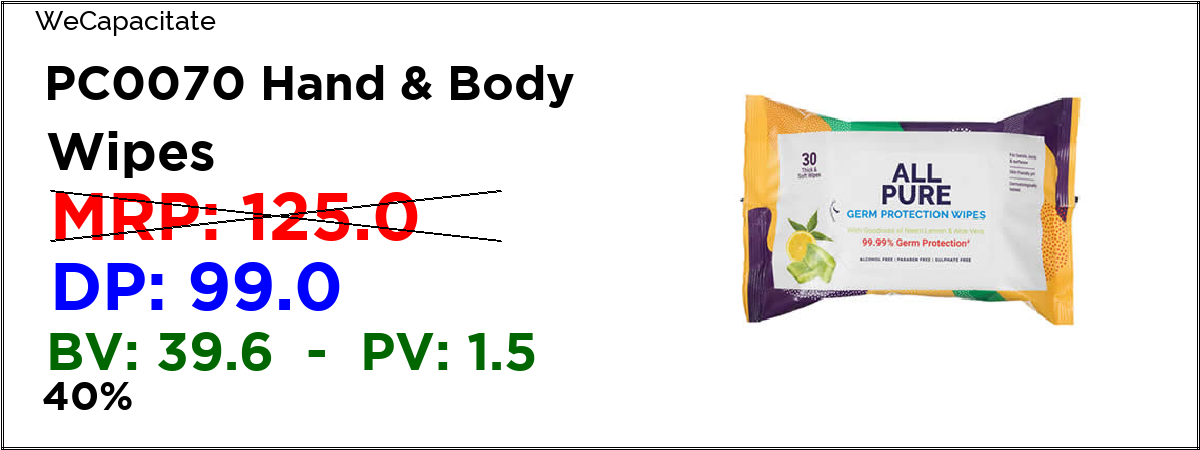 WeCapacitate
PC0070 Hand & Body
Wipes
MRP: 125.0
DP: 99.0
BV: 39.6 - PV: 1.5
40%
30
Thick &
Soft Wipes
ALL
PURE
GERM PROTECTION WIPES
With Goodness of Neem Lemon & Aloe Vera
99.99% Germ Protection*
ALCOHOL FREE | PARABEN FREE | SULPHATE FREE
For hands, body
& surfaces
Skin friendly pH
Dermatologically
tested